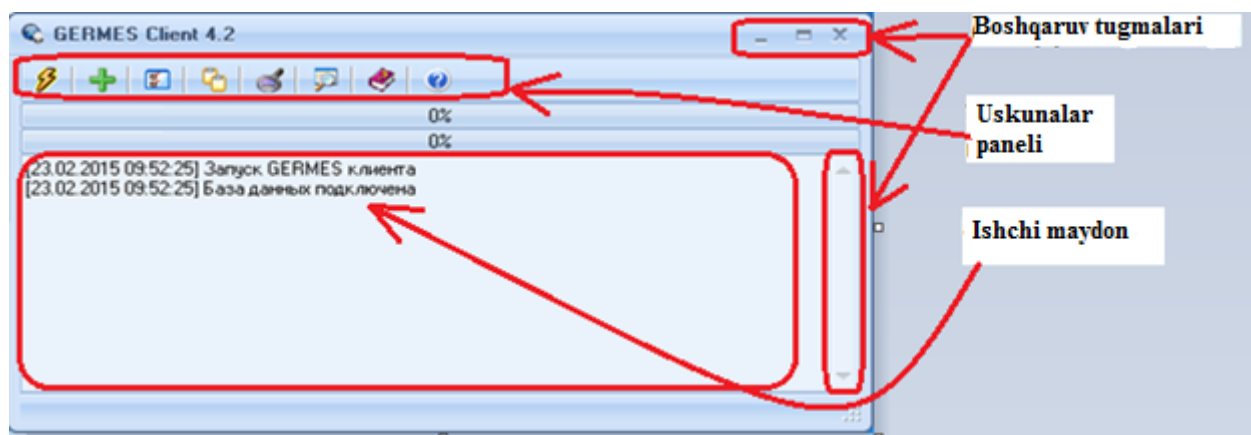 GERMES Client 4.2
Boshqaruv tugmalari
0%
0%
Uskunalar
paneli
[23.02.2015 09:52:25] Запуск GERMES клиента
[23.02.2015 09:52:25] База данных подключена
Ishchi maydon